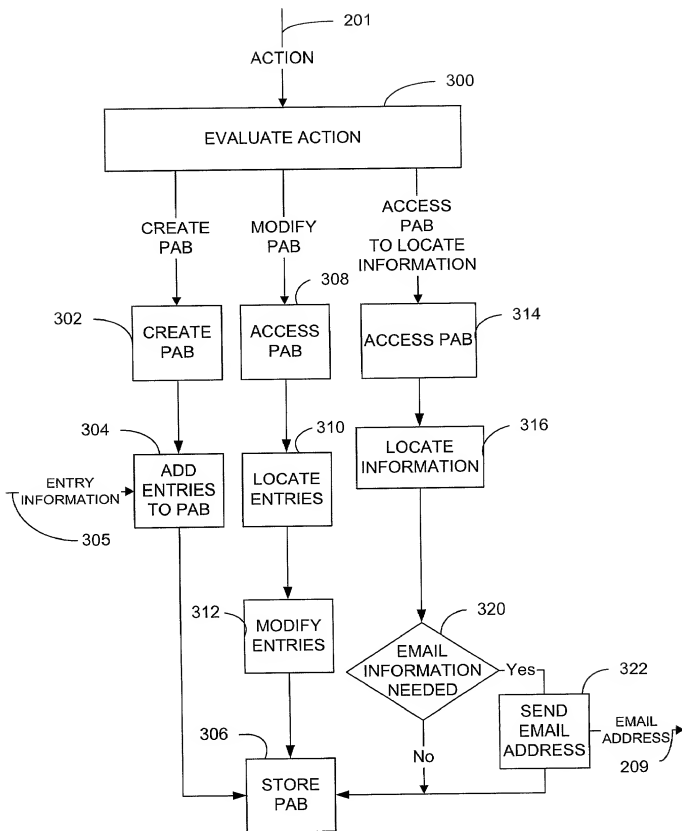 201
ACTION
300
EVALUATE ACTION
CREATE
PAB
MODIFY
PAB
ACCESS
PAB
TO LOCATE
INFORMATION
308
302
CREATE
PAB
ACCESS
PAB
314
ACCESS PAB
304
310
316
ADD
ENTRIES
TO PAB
ENTRY
INFORMATION
305
LOCATE
ENTRIES
LOCATE
INFORMATION
312
MODIFY
ENTRIES
320
EMAIL
INFORMATION
NEEDED
Yes
322
SEND
EMAIL
ADDRESS
EMAIL
ADDRESS
209
No
306
STORE
PAB